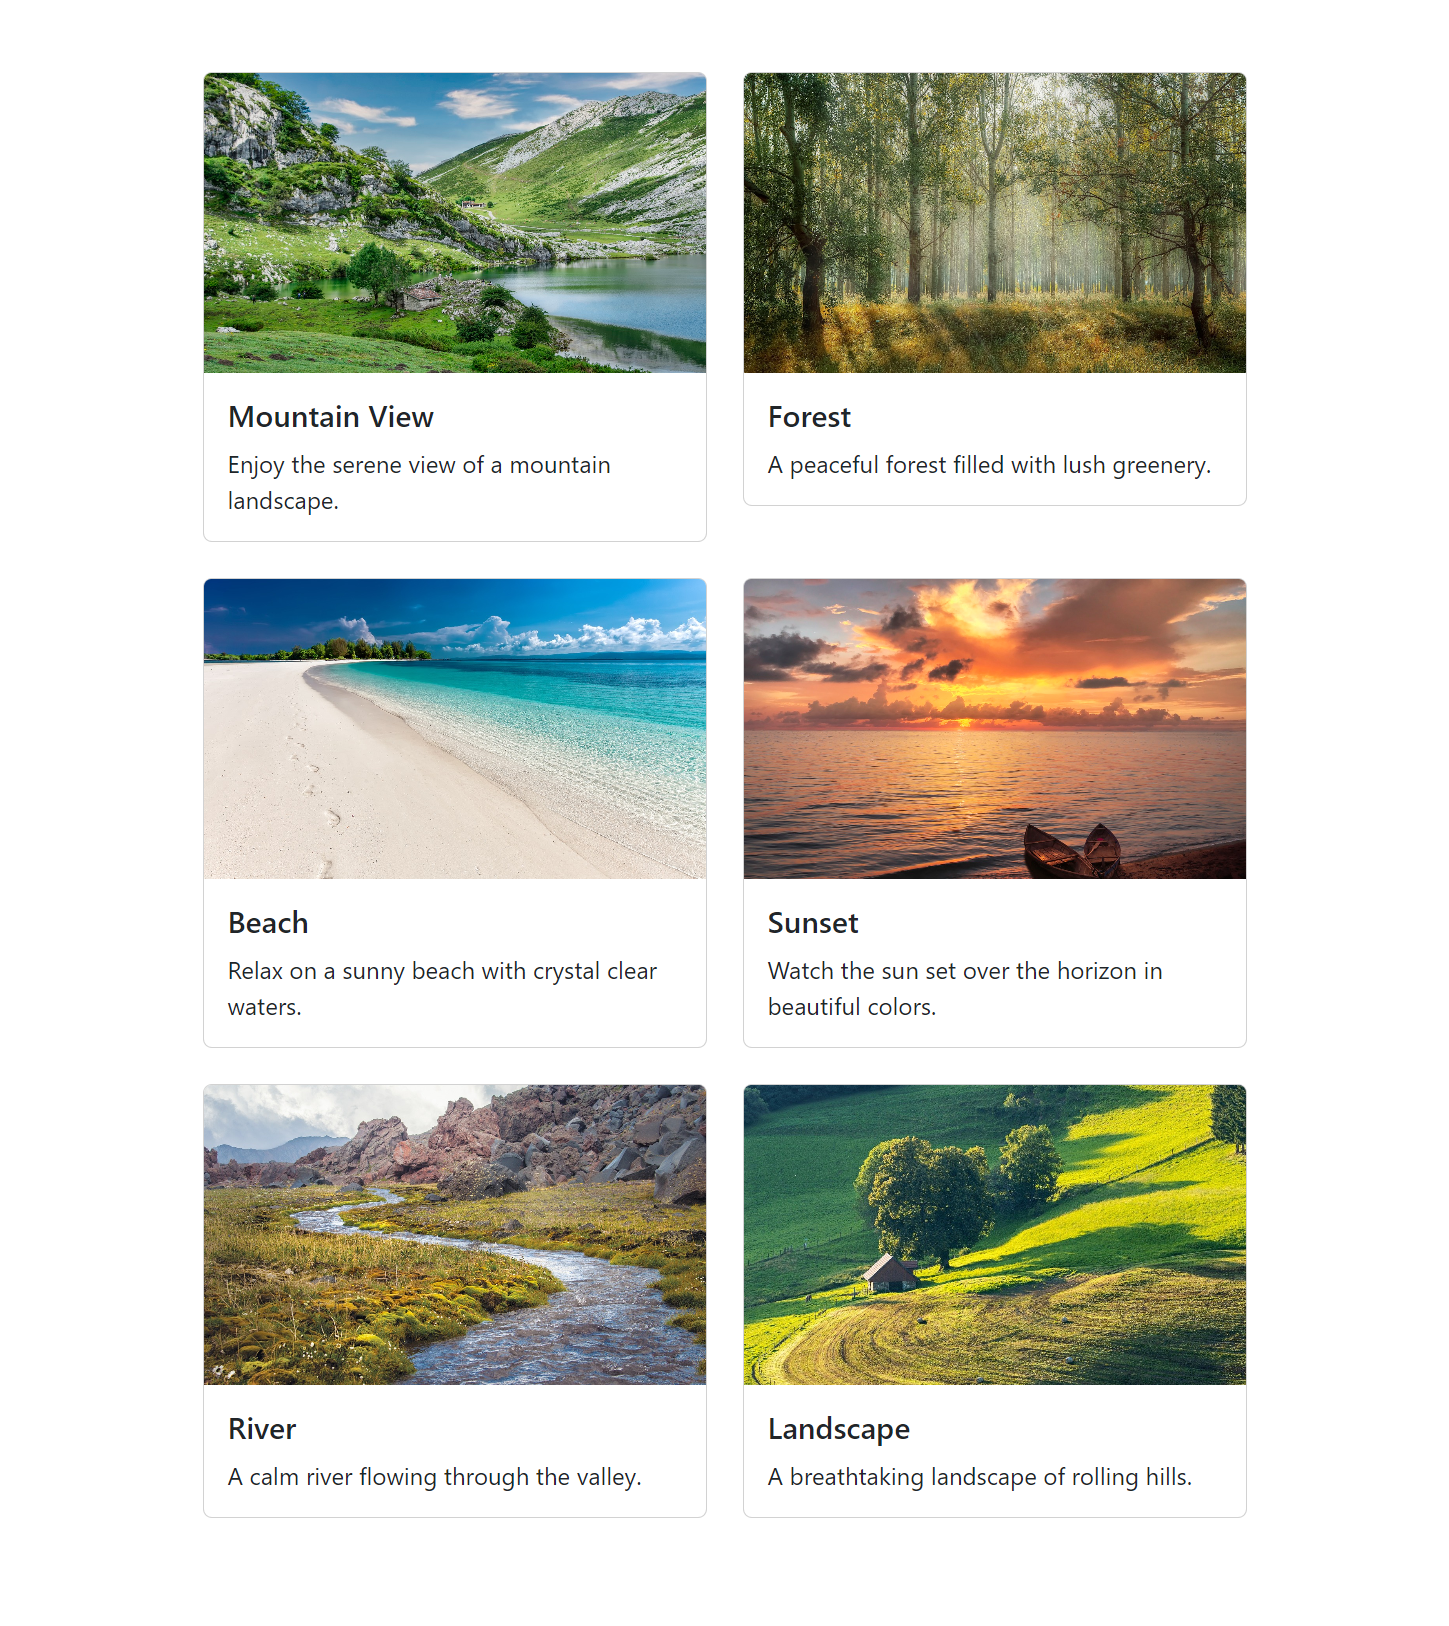 Mountain View
Enjoy the serene view of a mountain
landscape.
Forest
A peaceful forest filled with lush greenery.
Beach
Relax on a sunny beach with crystal clear
waters.
Sunset
Watch the sun set over the horizon in
beautiful colors.
River
A calm river flowing through the valley.
Landscape
A breathtaking landscape of rolling hills.